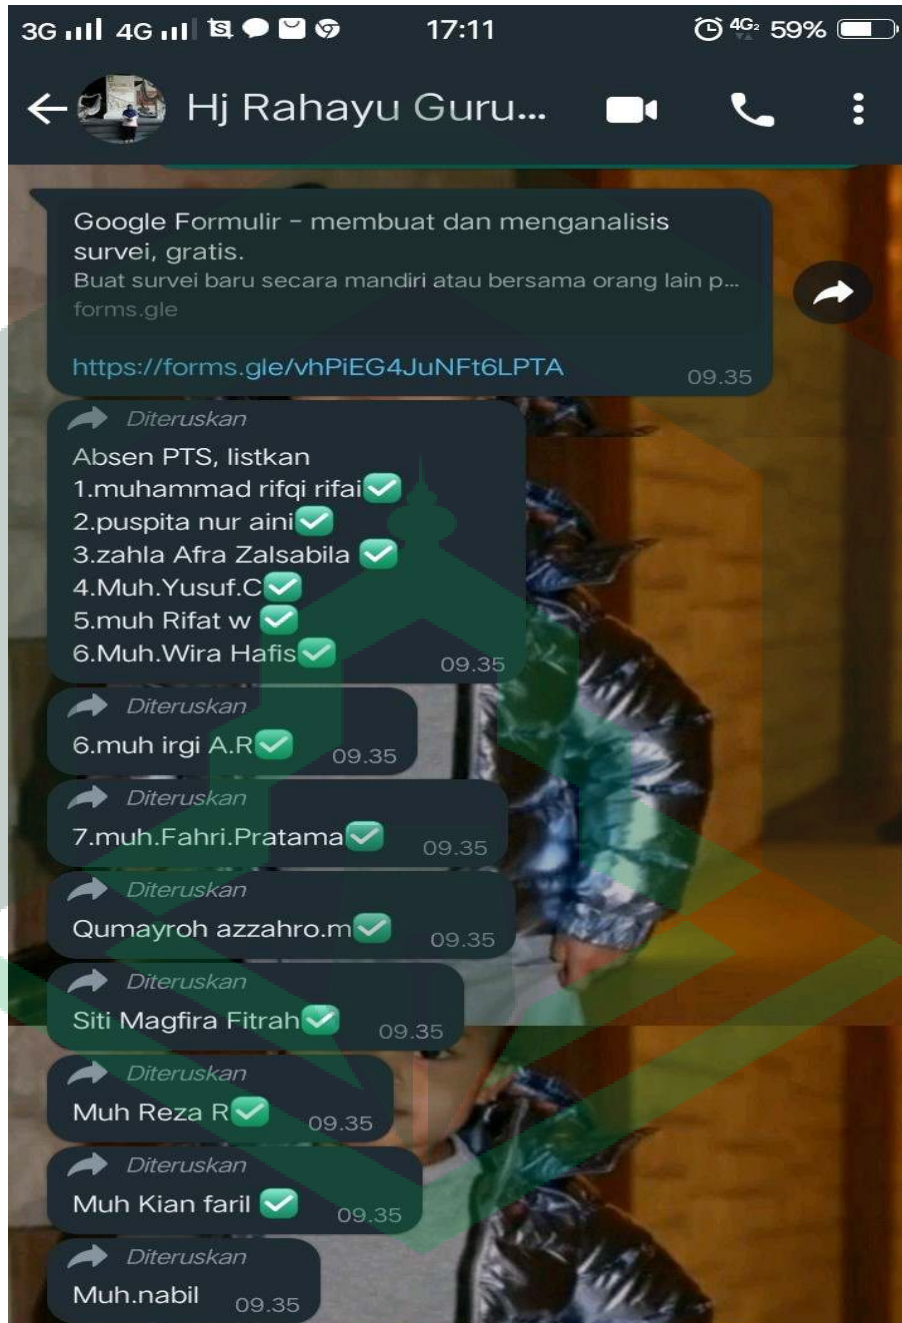 3G 4G 17:11 4G2 59%
Hj Rahayu Guru...
Google Formulir – membuat dan menganalisis
survei, gratis.
Buat survei baru secara mandiri atau bersama orang lain p...
forms.gle
https://forms.gle/vhPiEG4JuNFt6LPTA 09.35
Diteruskan
Absen PTS, listkan
1.muhammad rifqi rifai✅
2.puspita nur aini✅
3.zahla Afra Zalsabila ✅
4.Muh.Yusuf.C✅
5.muh Rifat w ✅
6.Muh.Wira Hafis✅ 09.35
Diteruskan
6.muh irgi A.R✅ 09.35
Diteruskan
7.muh.Fahri.Pratama✅ 09.35
Diteruskan
Qumayroh azzahro.m✅ 09.35
Diteruskan
Siti Magfira Fitrah✅ 09.35
Diteruskan
Muh Reza R✅ 09.35
Diteruskan
Muh Kian faril ✅ 09.35
Diteruskan
Muh.nabil 09.35